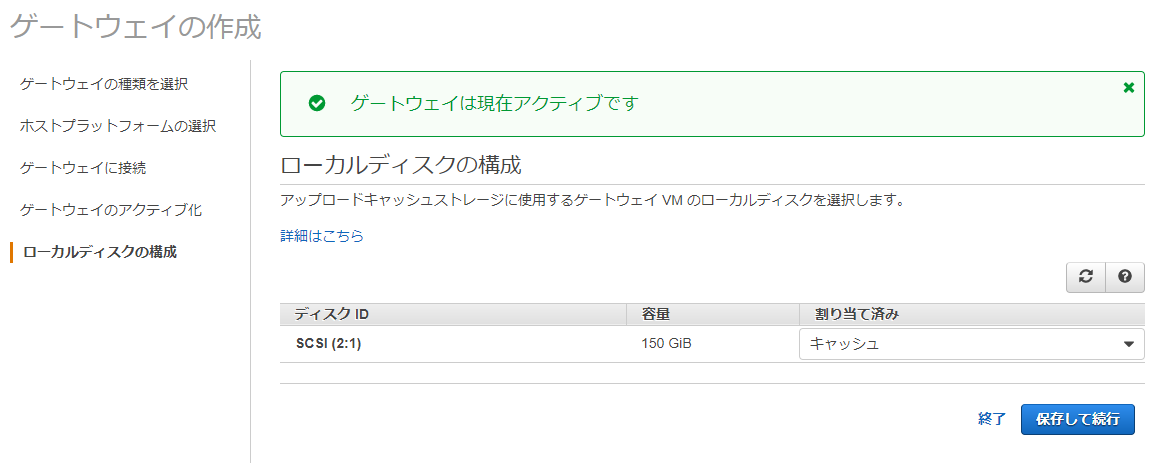 ゲートウェイの作成
ゲートウェイの種類を選択
ホストプラットフォームの選択
ゲートウェイに接続
ゲートウェイのアクティブ化
ローカルディスクの構成
ゲートウェイは現在アクティブです
ローカルディスクの構成
アップロードキャッシュストレージに使用するゲートウェイ VM のローカルディスクを選択します。
詳細はこちら
ディスク ID 容量 割り当て済み
SCSI (2:1) 150 GiB キャッシュ
終了 保存して続行